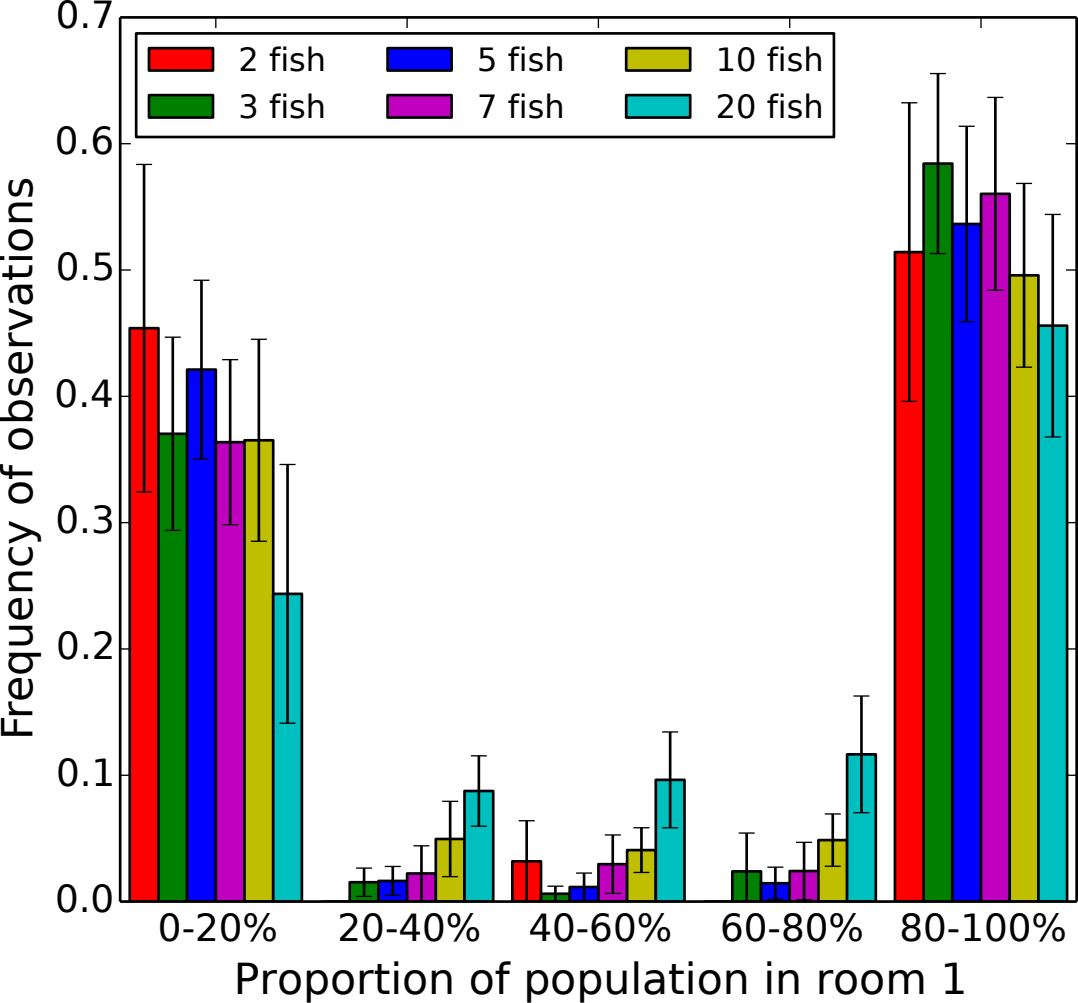 0.7
0.6
0.5
0.4
0.3
0.2
0.1
0.0
Frequency of observations
2 fish 5 fish 10 fish
3 fish 7 fish 20 fish
0-20% 20-40% 40-60% 60-80% 80-100%
Proportion of population in room 1